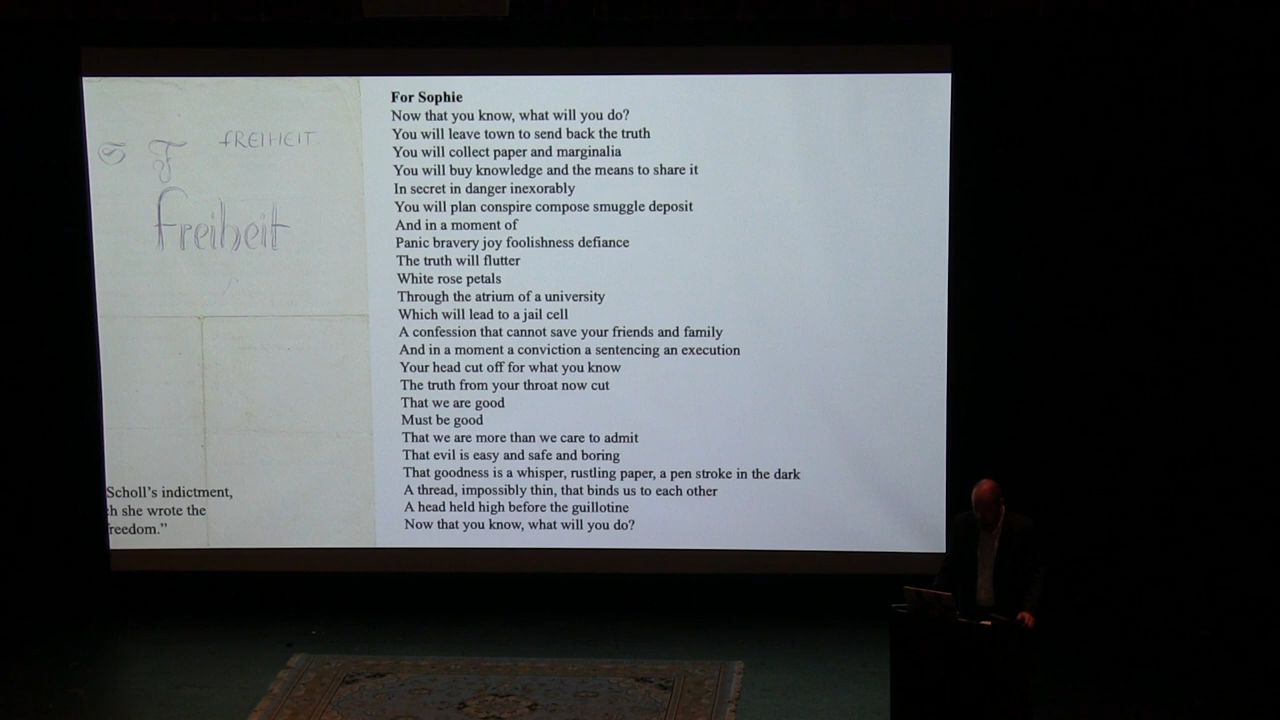 FREIHEIT
S F
freiheit
Scholl's indictment,
h she wrote the
reedom."
For Sophie
Now that you know, what will you do?
You will leave town to send back the truth
You will collect paper and marginalia
You will buy knowledge and the means to share it
In secret in danger inexorably
You will plan conspire compose smuggle deposit
And in a moment of
Panic bravery joy foolishness defiance
The truth will flutter
White rose petals
Through the atrium of a university
Which will lead to a jail cell
A confession that cannot save your friends and family
And in a moment a conviction a sentencing an execution
Your head cut off for what you know
The truth from your throat now cut
That we are good
Must be good
That we are more than we care to admit
That evil is easy and safe and boring
That goodness is a whisper, rustling paper, a pen stroke in the dark
A thread, impossibly thin, that binds us to each other
A head held high before the guillotine
Now that you know, what will you do?